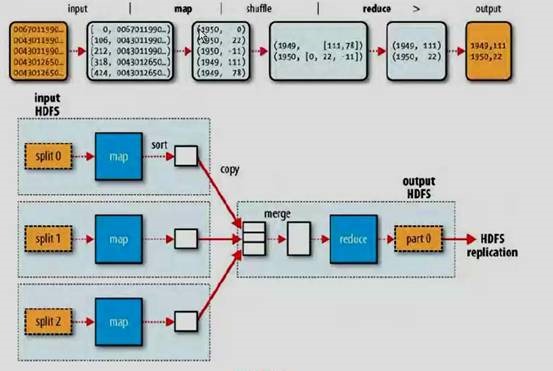 input | map | shuffle | reduce > output
0067011990...
0043011990...
0043011990...
0043012650...
0043012650...
[ 0, 0067011990...]
[106, 0043011990...]
[212, 0043011990...]
[318, 0043012650...]
[424, 0043012650...]
(1950, 0)
(1950, 22)
(1950, -11)
(1949, 111)
(1949, 78)
(1949, [111,78])
(1950, [0, 22, -11])
(1949, 111)
(1950, 22)
1949,111
1950,22
input
HDFS
split 0
map
sort
copy
split 1
map
split 2
map
merge
reduce
output
HDFS
part 0
HDFS
replication